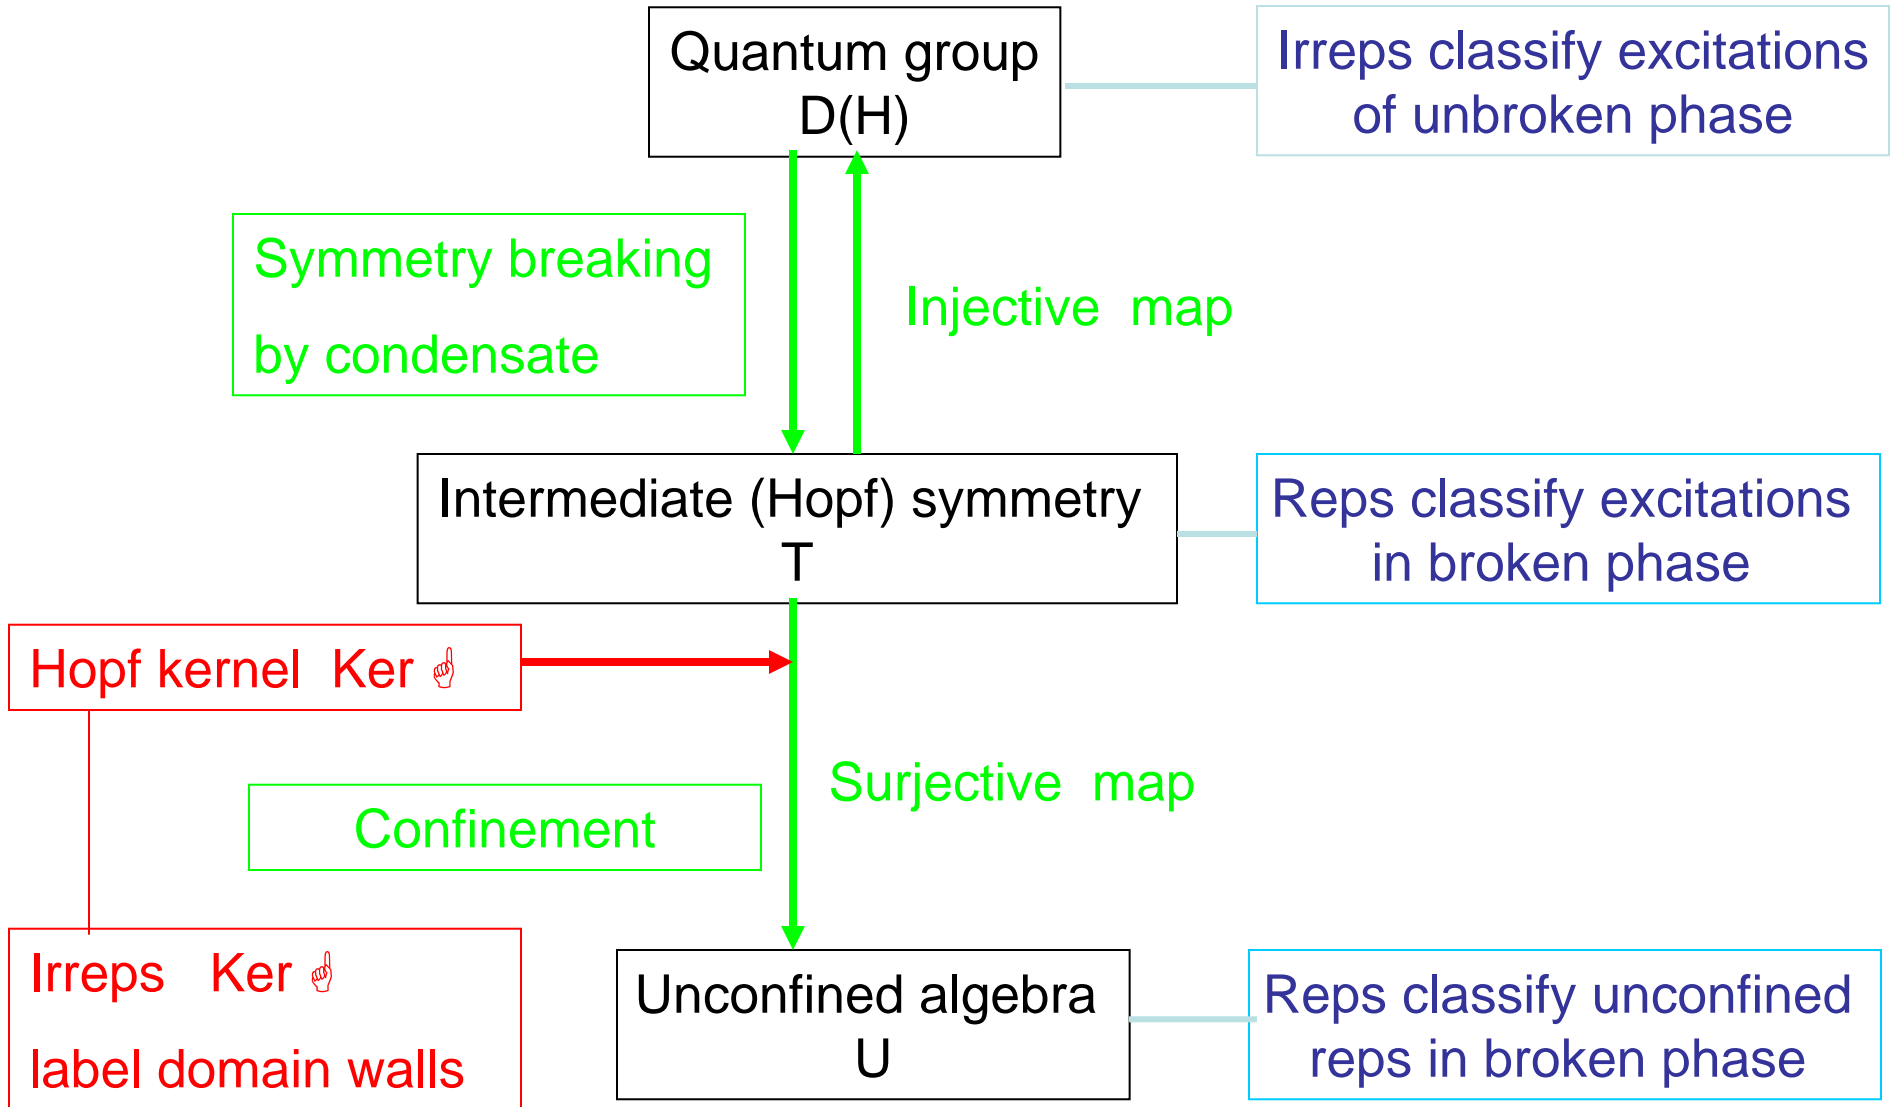 Quantum group
D(H)
Irreps classify excitations
of unbroken phase
Symmetry breaking
by condensate
Injective map
Intermediate (Hopf) symmetry
T
Reps classify excitations
in broken phase
Hopf kernel Ker ☝
Surjective map
Confinement
Irreps Ker ☝
label domain walls
Unconfined algebra
U
Reps classify unconfined
reps in broken phase